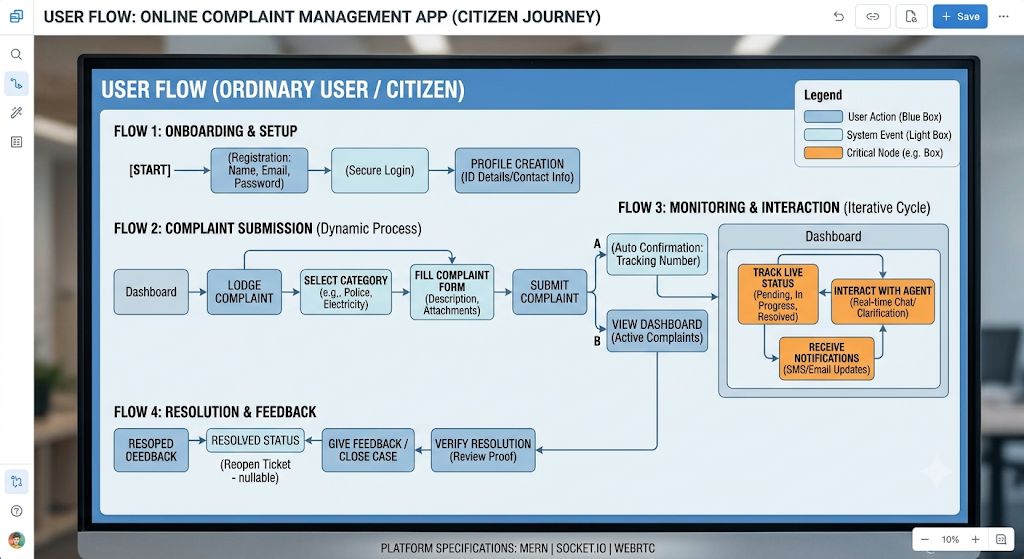 USER FLOW: ONLINE COMPLAINT MANAGEMENT APP (CITIZEN JOURNEY)
Save
USER FLOW (ORDINARY USER / CITIZEN)
Legend
User Action (Blue Box)
System Event (Light Box)
Critical Node (e.g. Box)
FLOW 1: ONBOARDING & SETUP
[START]
(Registration:
Name, Email,
Password)
(Secure Login)
PROFILE CREATION
(ID Details/Contact Info)
FLOW 2: COMPLAINT SUBMISSION (Dynamic Process)
Dashboard
LODGE
COMPLAINT
SELECT CATEGORY
(e.g., Police,
Electricity)
FILL COMPLAINT
FORM
(Description,
Attachments)
SUBMIT
COMPLAINT
A
(Auto Confirmation:
Tracking Number)
B
VIEW DASHBOARD
(Active Complaints)
FLOW 3: MONITORING & INTERACTION (Iterative Cycle)
Dashboard
TRACK LIVE
STATUS
(Pending, In
Progress,
Resolved)
INTERACT WITH AGENT
(Real-time Chat/
Clarification)
RECEIVE
NOTIFICATIONS
(SMS/Email Updates)
FLOW 4: RESOLUTION & FEEDBACK
RESOPED
OEEDBACK
RESOLVED STATUS
(Reopen Ticket
- nullable)
GIVE FEEDBACK /
CLOSE CASE
VERIFY RESOLUTION
(Review Proof)
PLATFORM SPECIFICATIONS: MERN | SOCKET.IO | WEBRTC
10%